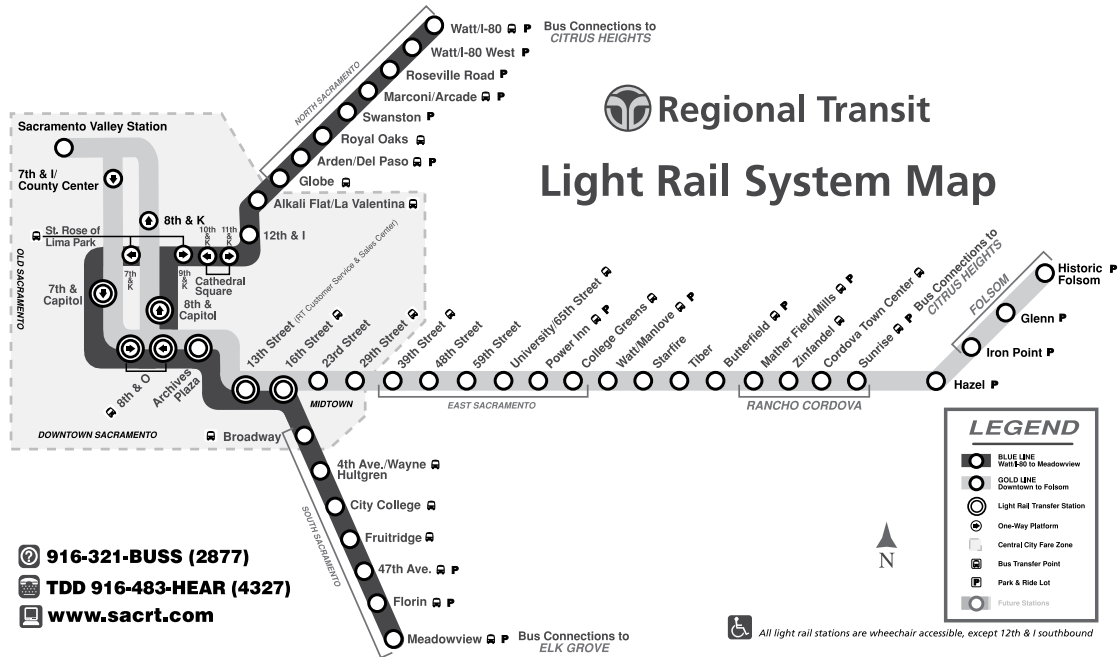 Regional Transit
Light Rail System Map
Watt/I-80
Bus Connections to
CITRUS HEIGHTS
Watt/I-80 West
Roseville Road
Marconi/Arcade
Swanston
Royal Oaks
Arden/Del Paso
Globe
Alkali Flat/La Valentina
NORTH SACRAMENTO
12th & I
Sacramento Valley Station
7th & I/
County Center
8th & K
St. Rose of
Lima Park
7th
&
K
9th
&
K
10th
&
K
11th
&
K
Cathedral
Square
OLD SACRAMENTO
7th &
Capitol
8th &
Capitol
8th & O
Archives
Plaza
DOWNTOWN SACRAMENTO
13th Street (RT Customer Service & Sales Center)
16th Street
23rd Street
29th Street
MIDTOWN
39th Street
48th Street
59th Street
University/65th Street
Power Inn
College Greens
EAST SACRAMENTO
Watt/Manlove
Starfire
Tiber
Butterfield
Mather Field/Mills
Zinfandel
Cordova Town Center
Sunrise
Bus Connections to
CITRUS HEIGHTS
RANCHO CORDOVA
Hazel
Iron Point
Glenn
Historic
Folsom
FOLSOM
Broadway
4th Ave./Wayne
Hultgren
City College
Fruitridge
47th Ave.
Florin
Meadowview
Bus Connections to
ELK GROVE
SOUTH SACRAMENTO
916-321-BUSS (2877)
TDD 916-483-HEAR (4327)
www.sacrt.com
N
LEGEND
BLUE LINE
Watt/I-80 to Meadowview
GOLD LINE
Downtown to Folsom
Light Rail Transfer Station
One-Way Platform
Central City Fare Zone
Bus Transfer Point
P
Park & Ride Lot
Future Stations
All light rail stations are wheelchair accessible, except 12th & I southbound